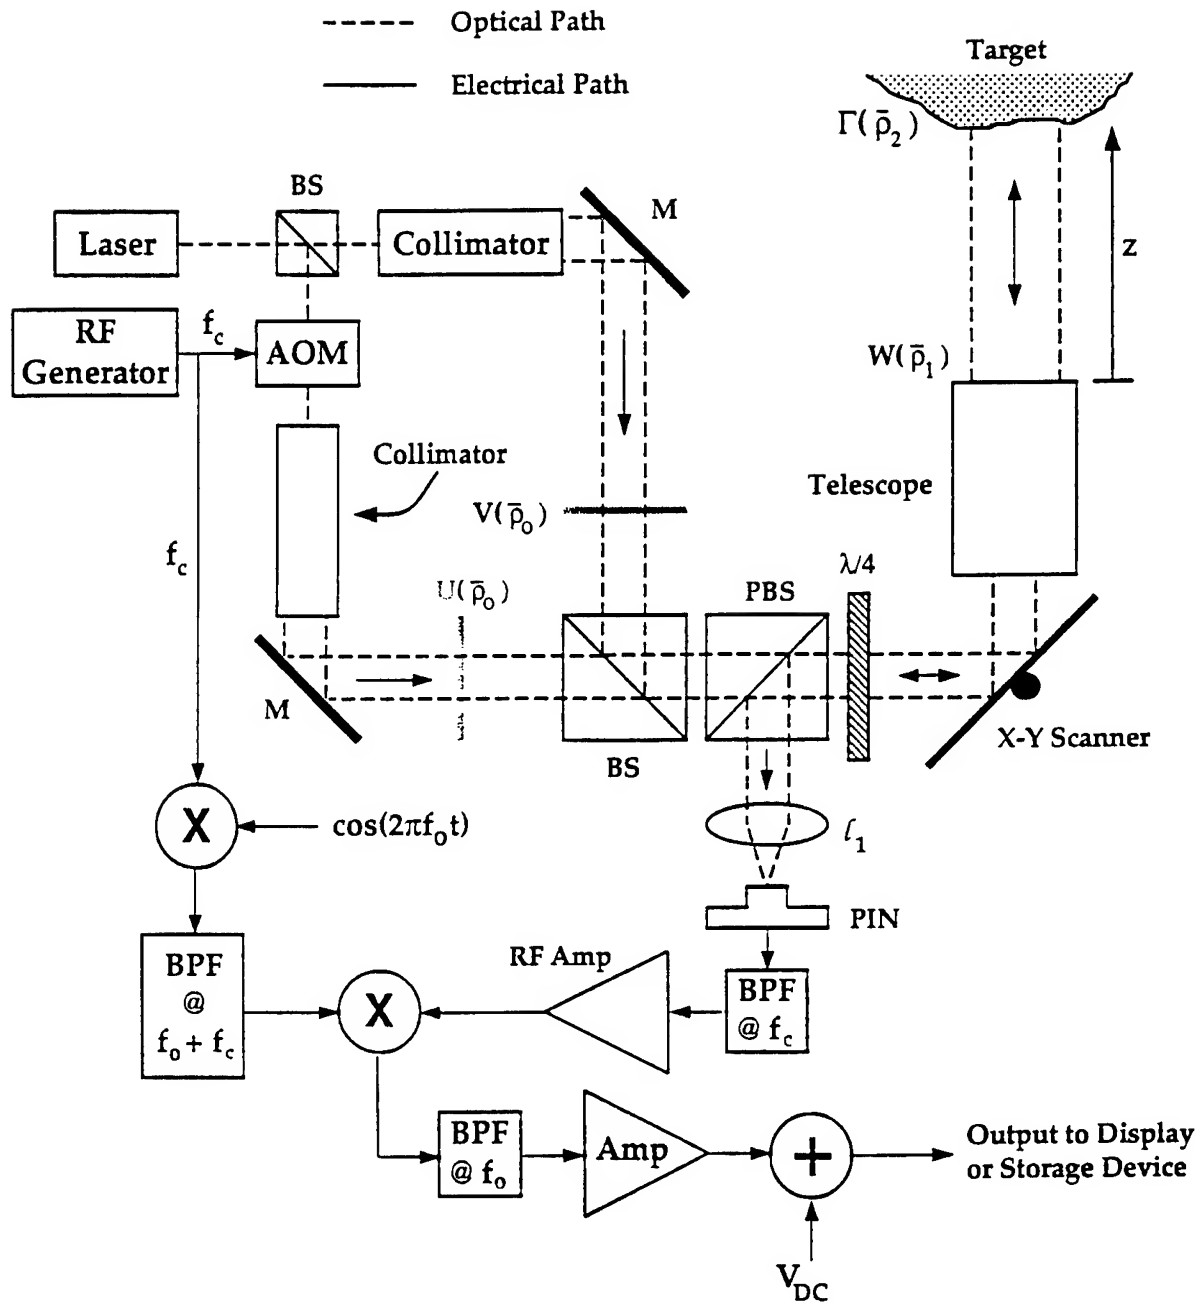 Optical Path
Electrical Path
Target
Γ(ρ̄₂)
BS
M
Laser
Collimator
z
RF
Generator
f_c
AOM
W(ρ̄₁)
Collimator
Telescope
V(ρ̄₀)
f_c
λ/4
U(ρ̄₀)
PBS
M
BS
X-Y Scanner
X
cos(2πf₀t)
ℓ₁
PIN
RF Amp
BPF
@
f₀ + f_c
X
BPF
@ f_c
BPF
@ f₀
Amp
+
Output to Display
or Storage Device
V_DC